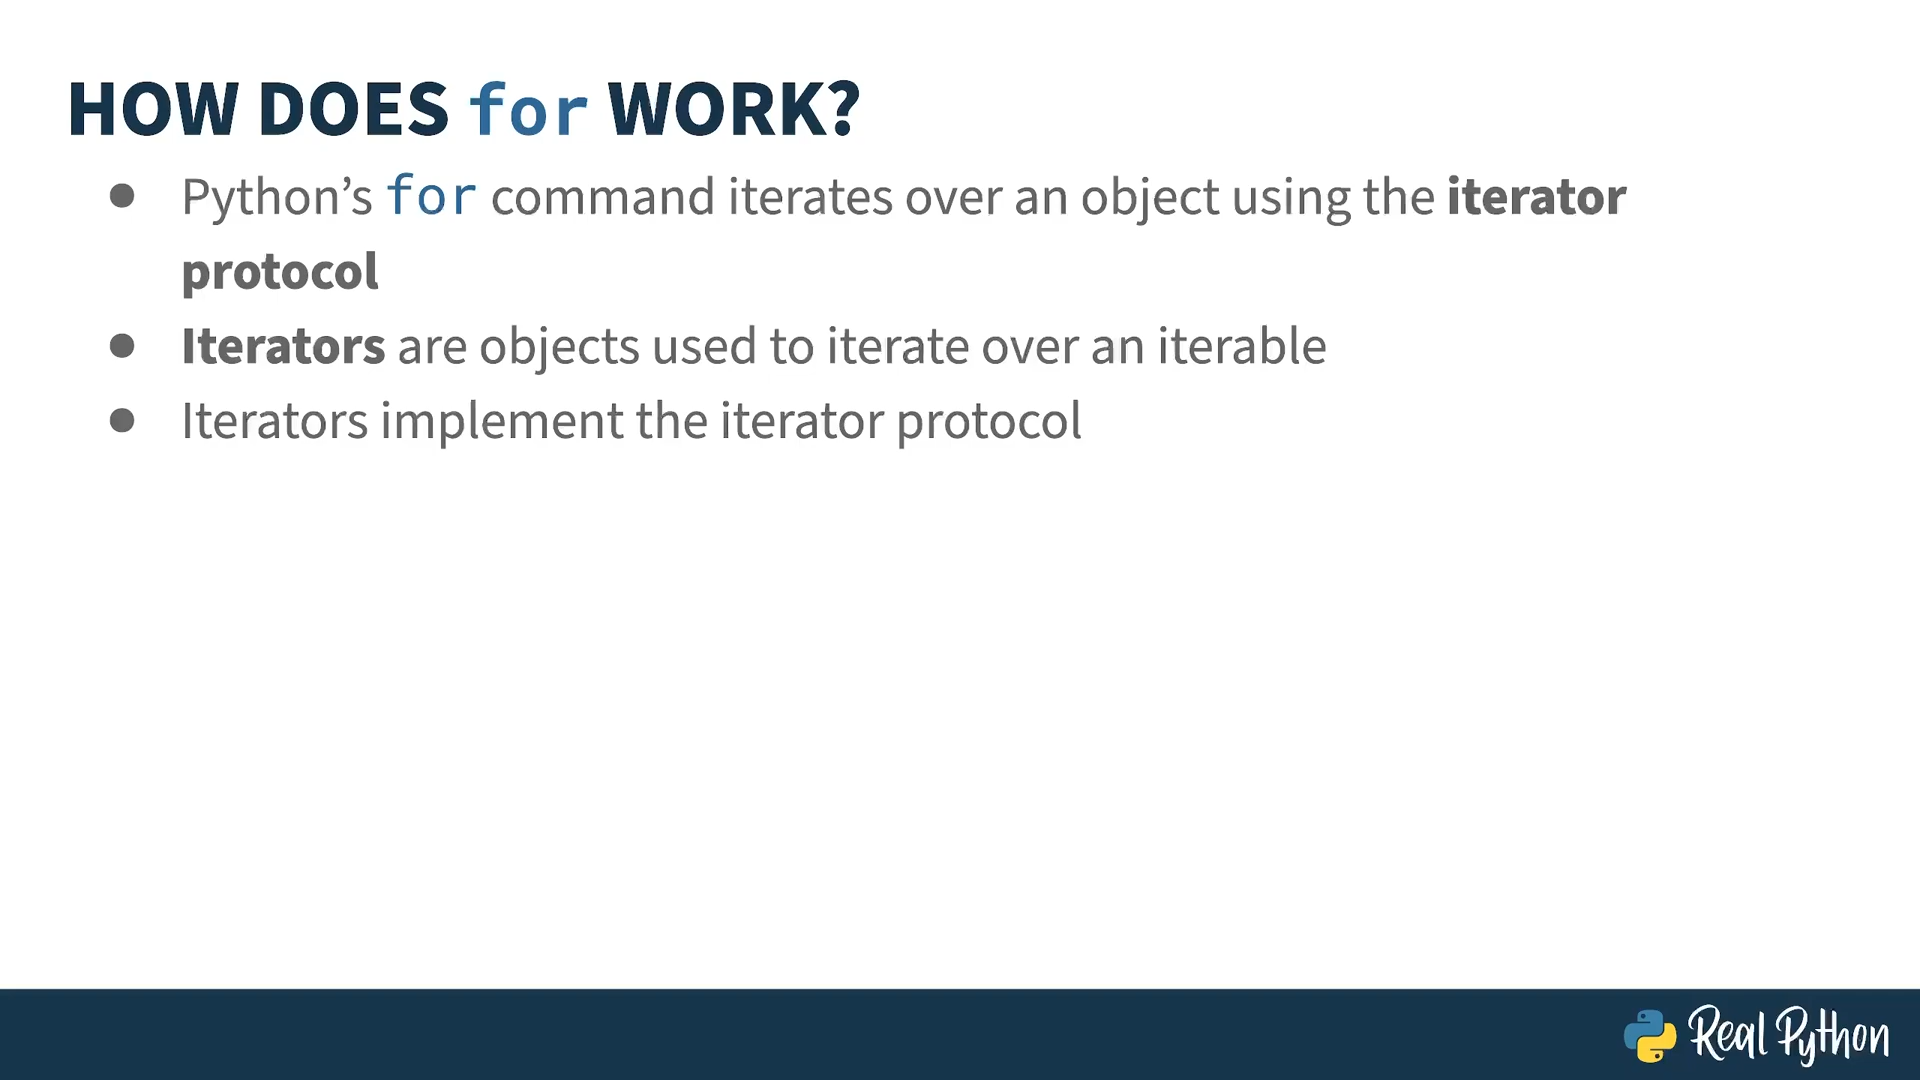 HOW DOES for WORK?
● Python’s for command iterates over an object using the iterator
protocol
● Iterators are objects used to iterate over an iterable
● Iterators implement the iterator protocol
Real Python